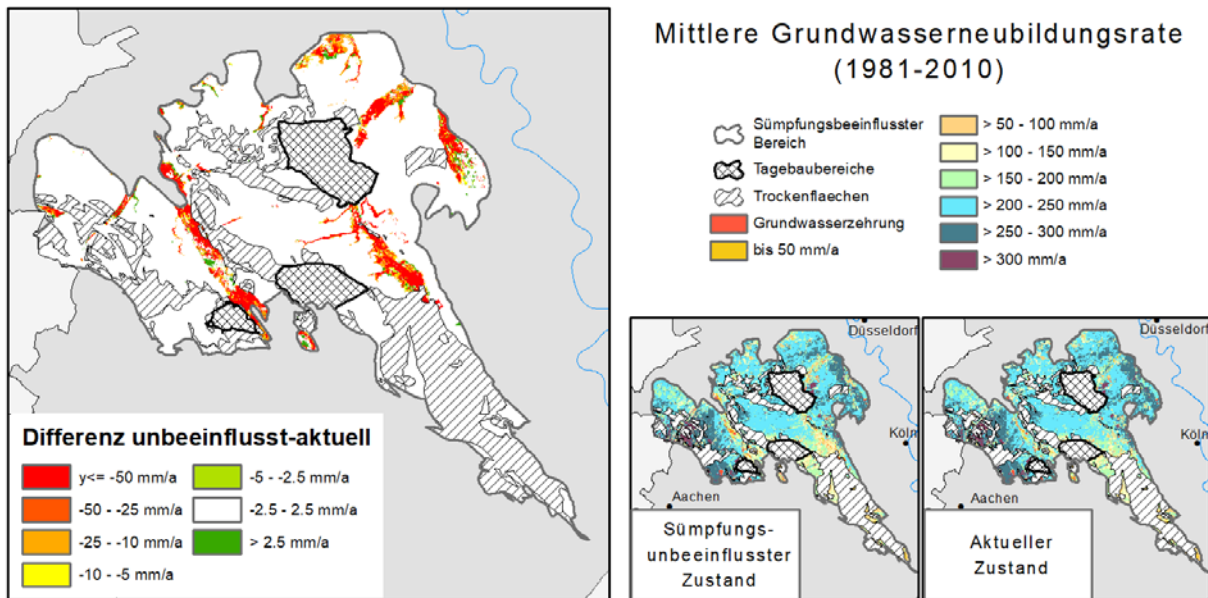 Mittlere Grundwasserneubildungsrate
(1981-2010)
Sümpfungsbeeinflusster
Bereich
Tagebaubereiche
Trockenflaechen
Grundwasserzehrung
bis 50 mm/a
> 50 - 100 mm/a
> 100 - 150 mm/a
> 150 - 200 mm/a
> 200 - 250 mm/a
> 250 - 300 mm/a
> 300 mm/a
Differenz unbeeinflusst-aktuell
y<= -50 mm/a
-50 - -25 mm/a
-25 - -10 mm/a
-10 - -5 mm/a
-5 - -2.5 mm/a
-2.5 - 2.5 mm/a
> 2.5 mm/a
Düsseldorf
Köln
Aachen
Sümpfungs-
unbeeinflusster
Zustand
Düsseldorf
Köln
Aachen
Aktueller
Zustand